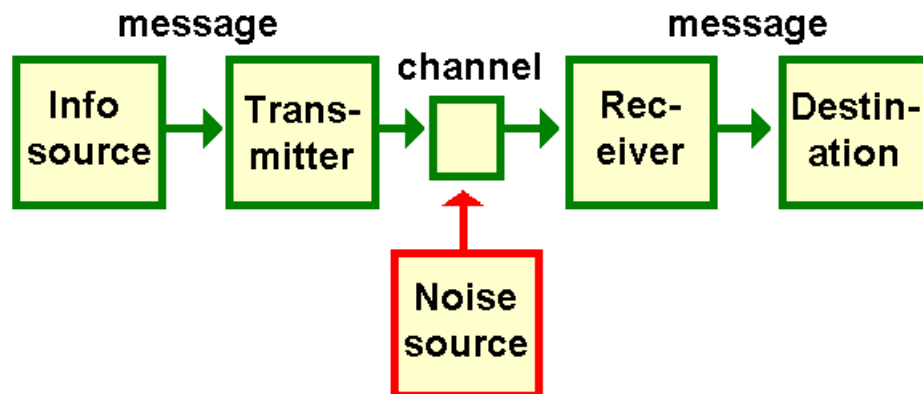 message
message
channel
Info
source
Trans-
mitter
Rec-
eiver
Destin-
ation
Noise
source